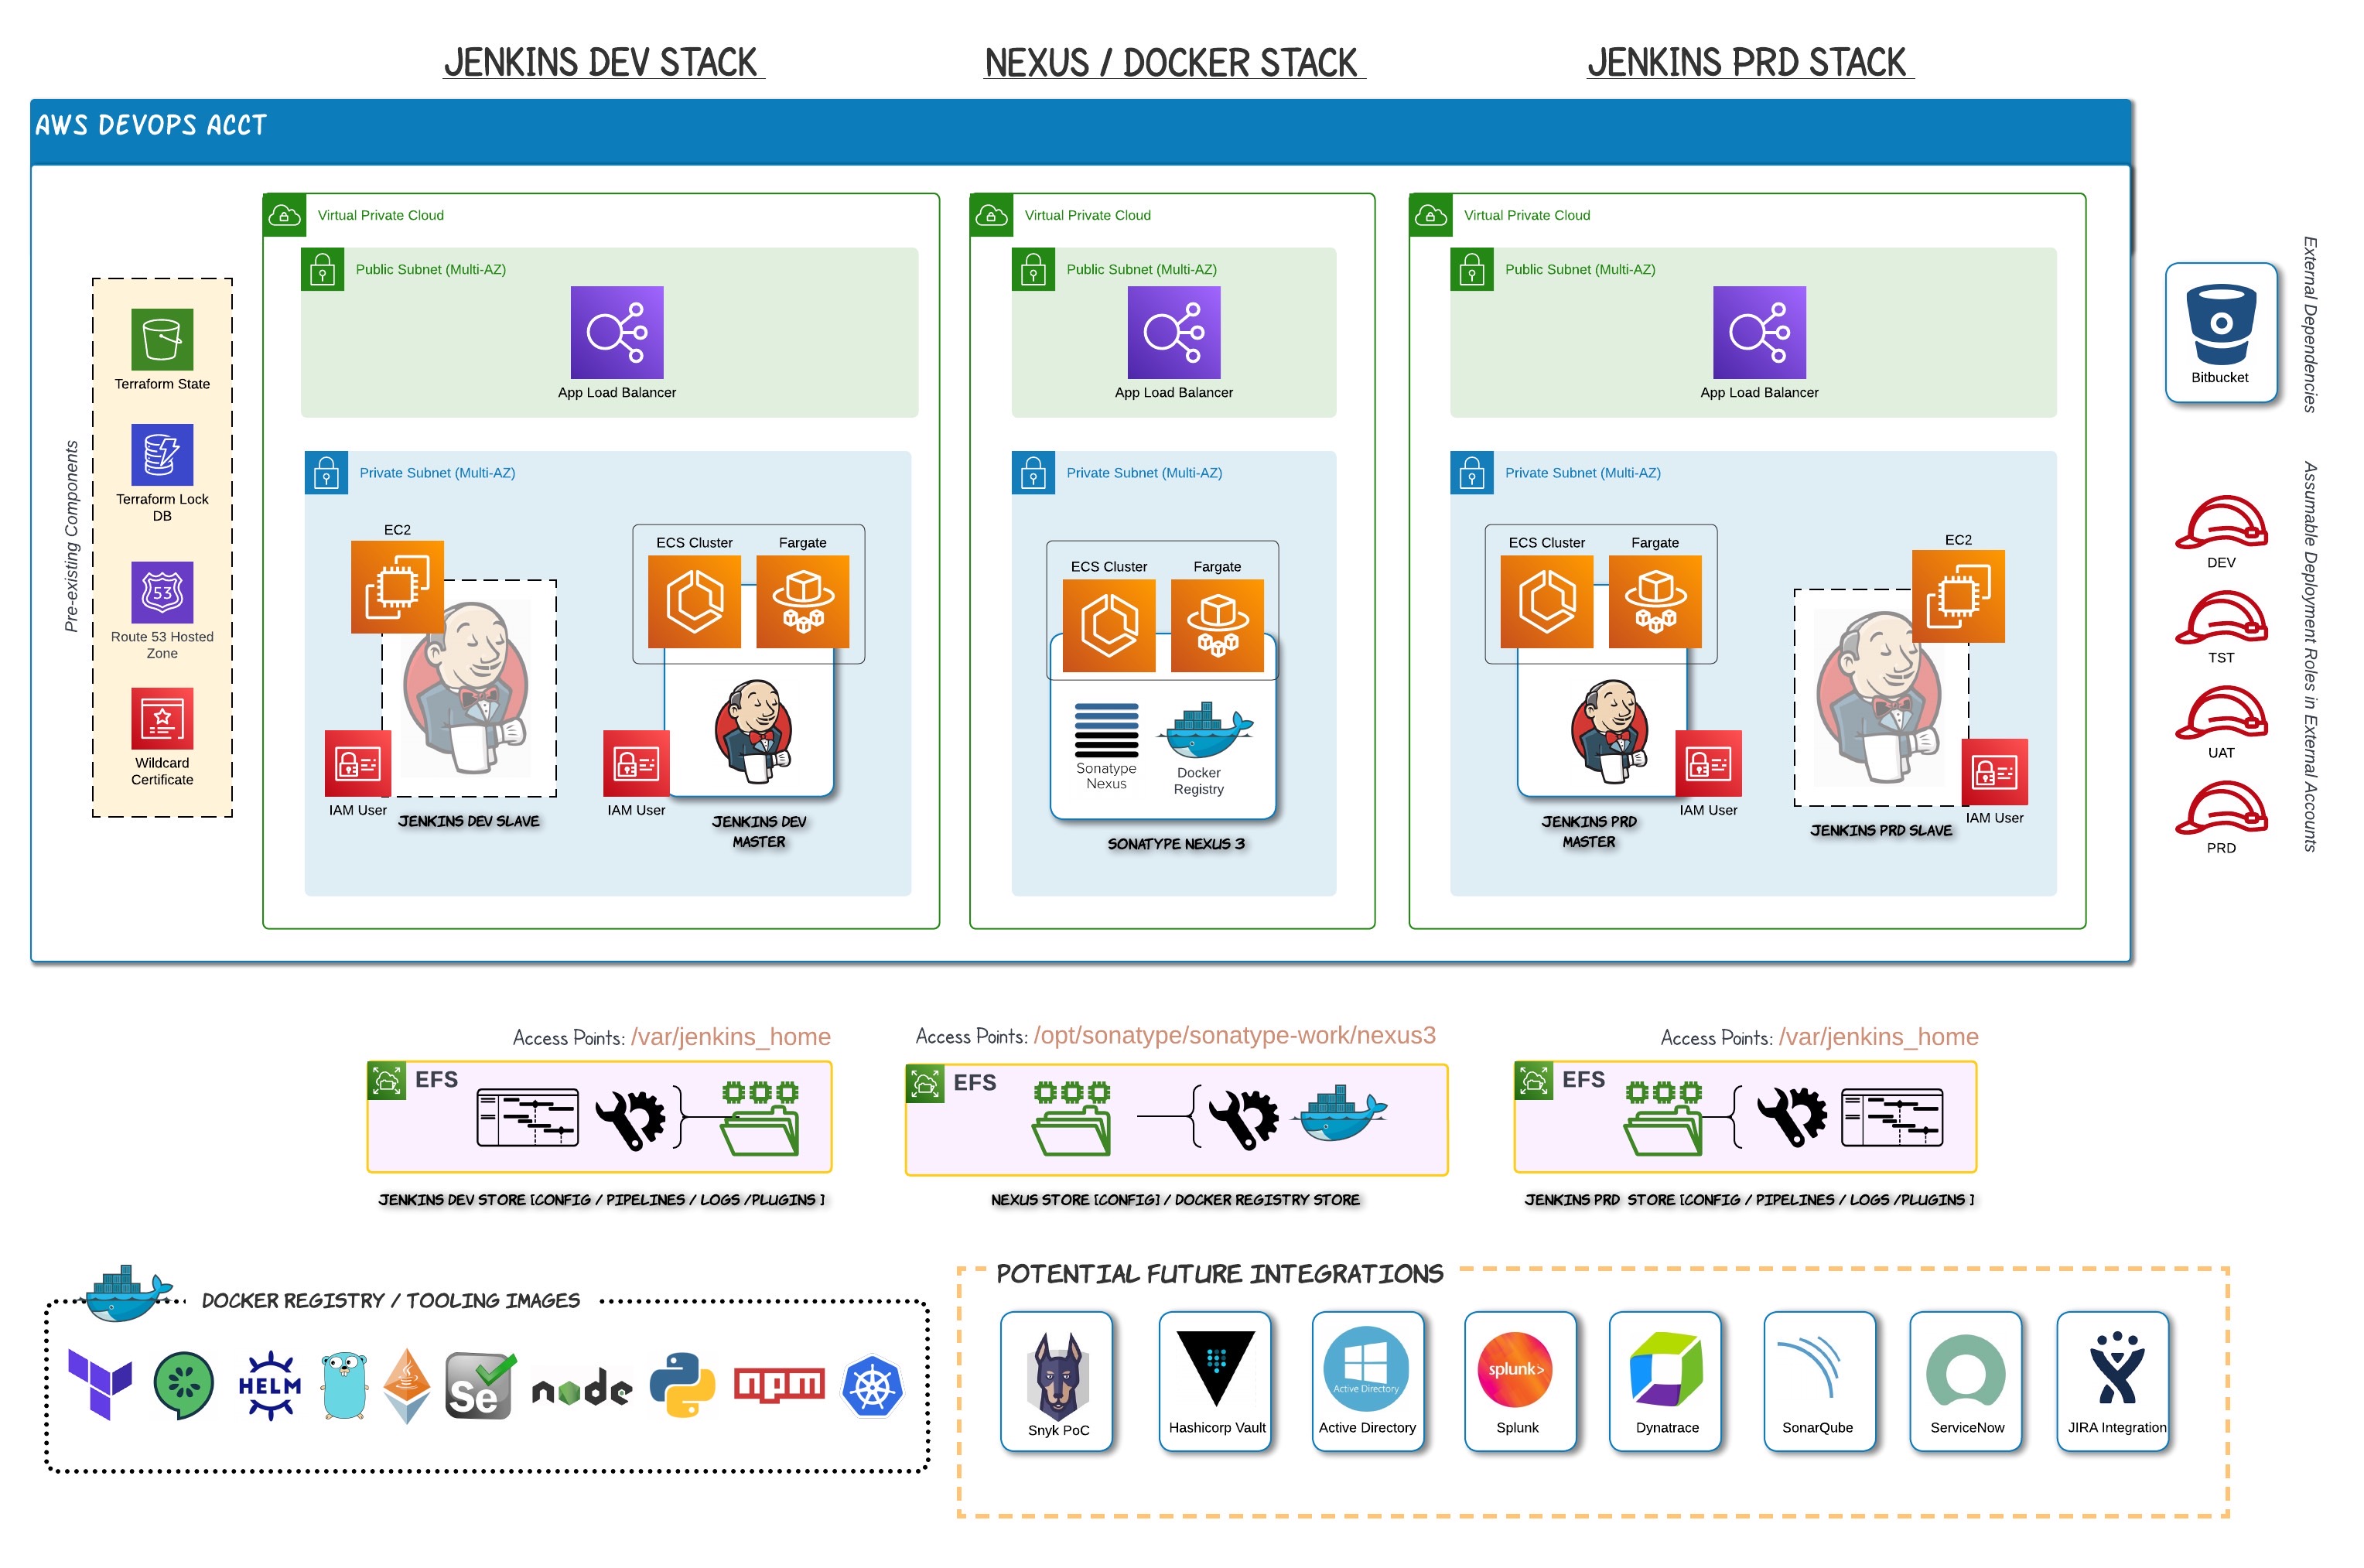 JENKINS DEV STACK
NEXUS / DOCKER STACK
JENKINS PRD STACK
AWS DEVOPS ACCT
Pre-existing Components
Terraform State
Terraform Lock
DB
53
Route 53 Hosted
Zone
Wildcard
Certificate
Virtual Private Cloud
Public Subnet (Multi-AZ)
App Load Balancer
Private Subnet (Multi-AZ)
EC2
IAM User
JENKINS DEV SLAVE
ECS Cluster
Fargate
IAM User
JENKINS DEV
MASTER
Virtual Private Cloud
Public Subnet (Multi-AZ)
App Load Balancer
Private Subnet (Multi-AZ)
ECS Cluster
Fargate
Sonatype
Nexus
Docker
Registry
SONATYPE NEXUS 3
Virtual Private Cloud
Public Subnet (Multi-AZ)
App Load Balancer
Private Subnet (Multi-AZ)
ECS Cluster
Fargate
IAM User
JENKINS PRD
MASTER
EC2
IAM User
JENKINS PRD SLAVE
External Dependencies
Bitbucket
Assumable Deployment Roles in External Accounts
DEV
TST
UAT
PRD
Access Points: /var/jenkins_home
EFS
JENKINS DEV STORE [CONFIG / PIPELINES / LOGS /PLUGINS ]
Access Points: /opt/sonatype/sonatype-work/nexus3
EFS
NEXUS STORE [CONFIG] / DOCKER REGISTRY STORE
Access Points: /var/jenkins_home
EFS
JENKINS PRD STORE [CONFIG / PIPELINES / LOGS /PLUGINS ]
DOCKER REGISTRY / TOOLING IMAGES
HELM
Se
node
npm
POTENTIAL FUTURE INTEGRATIONS
Snyk PoC
Hashicorp Vault
Active Directory
Active Directory
splunk>
Splunk
Dynatrace
SonarQube
ServiceNow
JIRA Integration